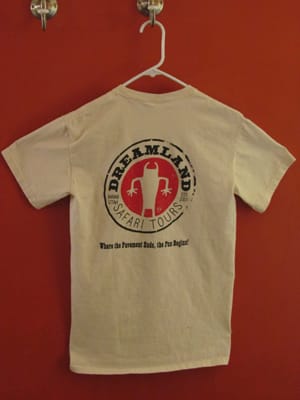 DREAMLAND
SAFARI TOURS
Where the Pavement Ends, the Fun Begins!